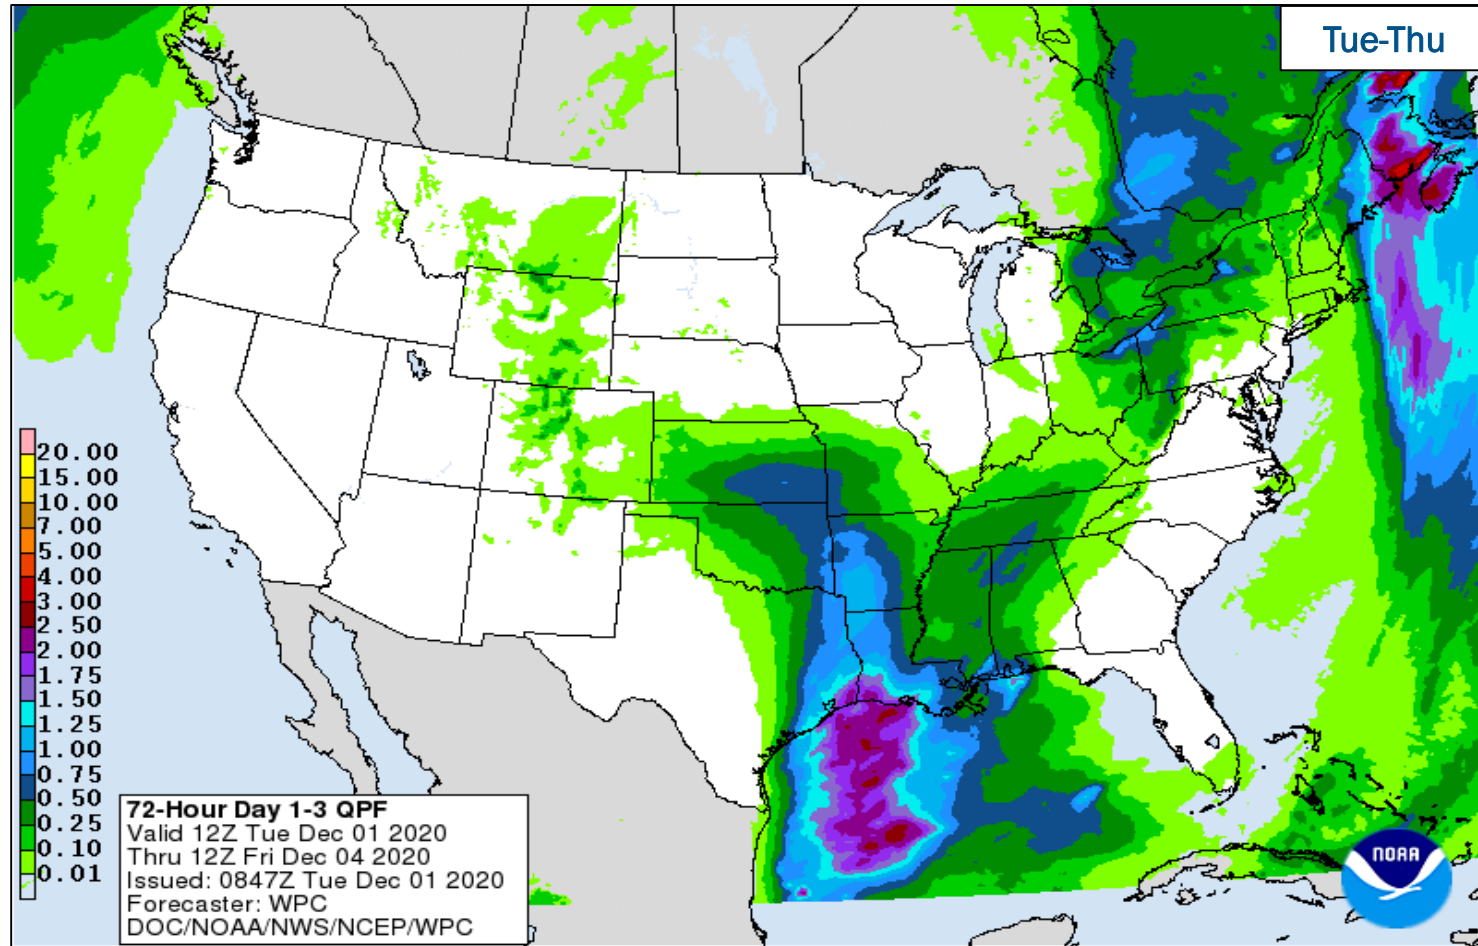 Tue-Thu
20.00
15.00
10.00
7.00
5.00
4.00
3.00
2.50
2.00
1.75
1.50
1.25
1.00
0.75
0.50
0.25
0.10
0.01
72-Hour Day 1-3 QPF
Valid 12Z Tue Dec 01 2020
Thru 12Z Fri Dec 04 2020
Issued: 0847Z Tue Dec 01 2020
Forecaster: WPC
DOC/NOAA/NWS/NCEP/WPC
NOAA